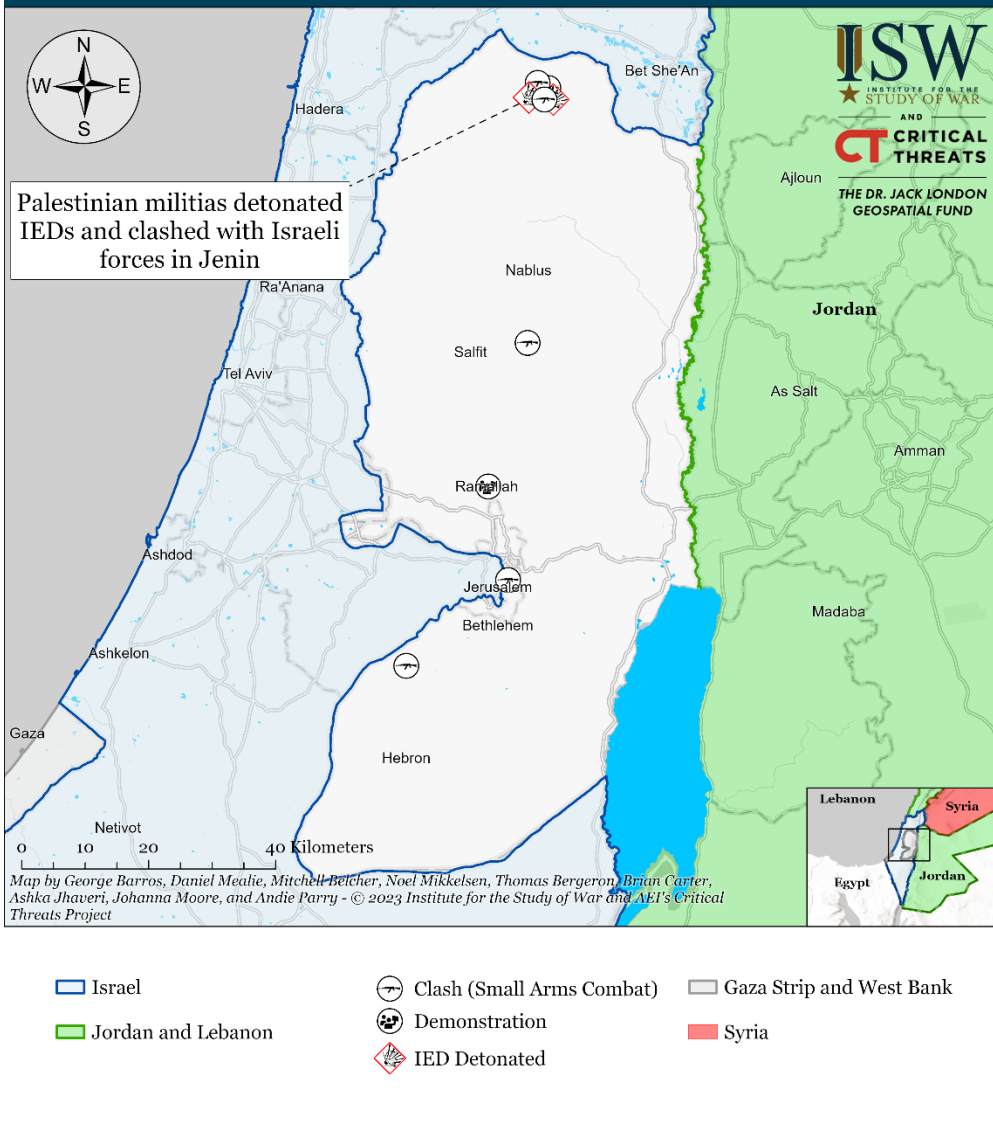 N
W
E
S
ISW
INSTITUTE FOR THE
STUDY OF WAR
AND
CT CRITICAL
THREATS
THE DR. JACK LONDON
GEOSPATIAL FUND
Bet She'An
Hadera
Ajloun
Palestinian militias detonated
IEDs and clashed with Israeli
forces in Jenin
Nablus
Ra'Anana
Jordan
Salfit
Tel Aviv
As Salt
Amman
Ramallah
Ashdod
Jerusalem
Madaba
Bethlehem
Ashkelon
Gaza
Hebron
Netivot
0 10 20 40 Kilometers
Map by George Barros, Daniel Mealie, Mitchell Belcher, Noel Mikkelsen, Thomas Bergeron, Brian Carter,
Ashka Jhaveri, Johanna Moore, and Andie Parry - © 2023 Institute for the Study of War and AEI's Critical
Threats Project
Lebanon
Syria
Egypt
Jordan
Israel
Jordan and Lebanon
Clash (Small Arms Combat)
Demonstration
IED Detonated
Gaza Strip and West Bank
Syria